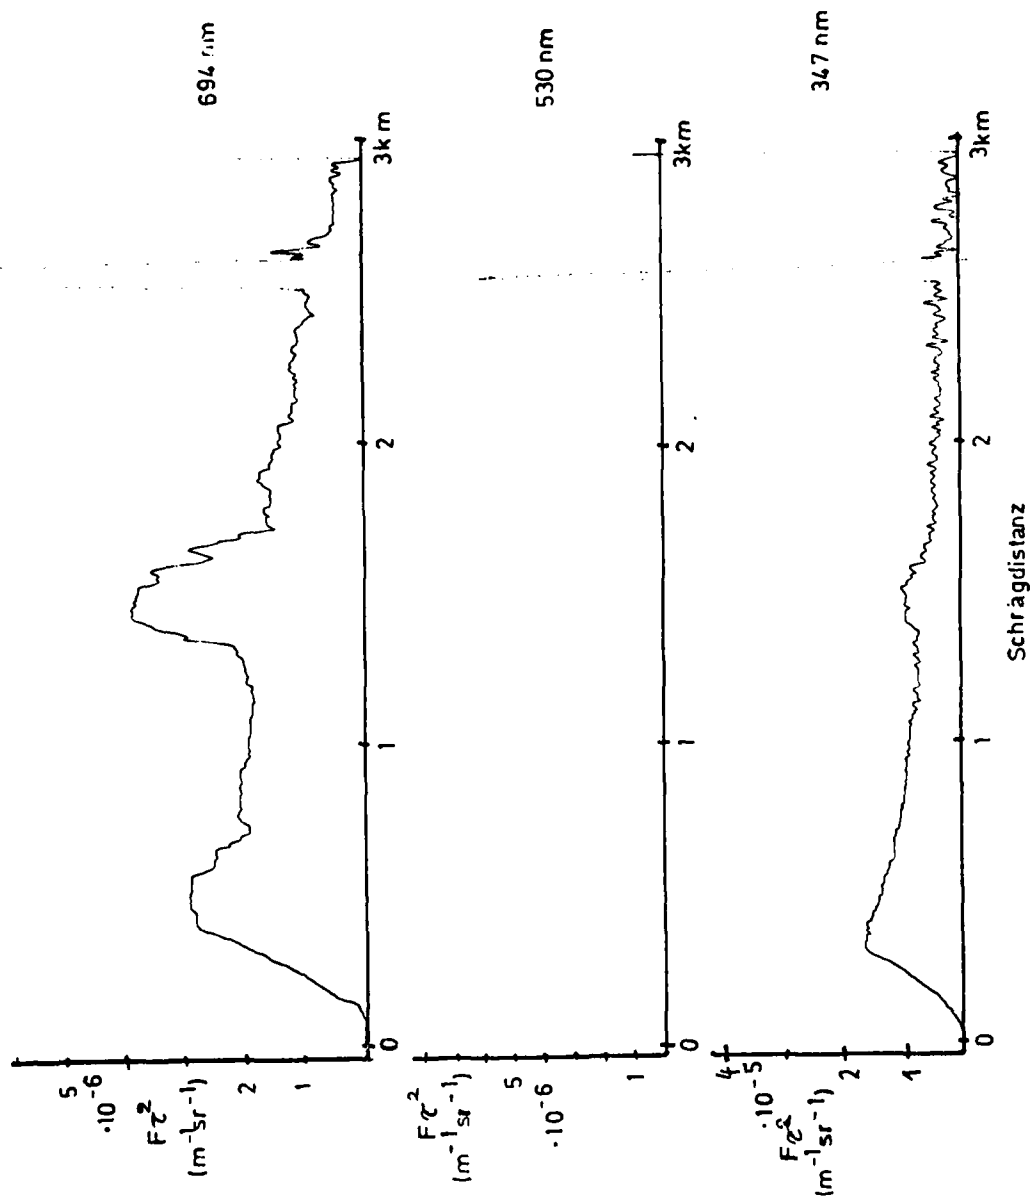 694 nm
5
·10⁻⁶
Fτ²
(m⁻¹sr⁻¹)
2
1
0
1
2
3km
530 nm
Fτ²
(m⁻¹sr⁻¹)
5
·10⁻⁶
1
0
1
2
3km
347 nm
4
·10⁻⁵
Fτ²
(m⁻¹sr⁻¹)
2
1
0
1
2
3km
Schrägdistanz